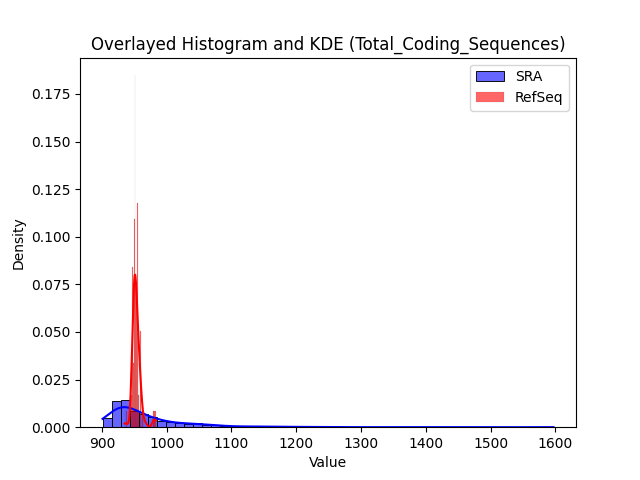 Overlayed Histogram and KDE (Total_Coding_Sequences)
SRA
RefSeq
0.175
0.150
0.125
0.100
0.075
0.050
0.025
0.000
Density
900 1000 1100 1200 1300 1400 1500 1600
Value